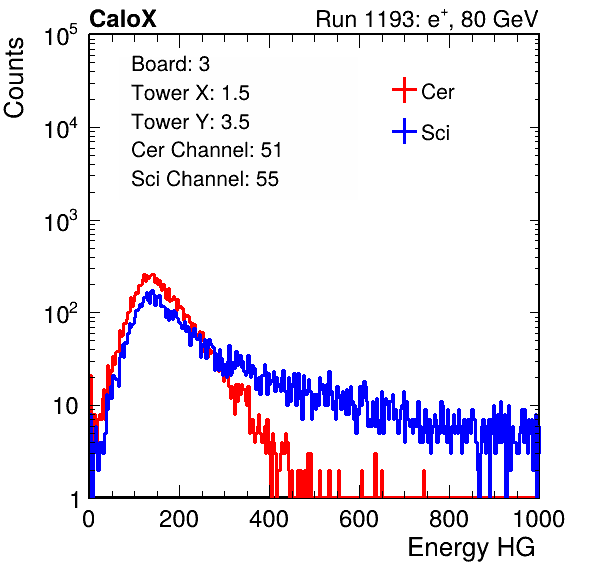 CaloX Run 1193: e⁺, 80 GeV
Counts
10⁵
10⁴
10³
10²
10
1
Board: 3
Tower X: 1.5
Tower Y: 3.5
Cer Channel: 51
Sci Channel: 55
Cer
Sci
0 200 400 600 800 1000
Energy HG